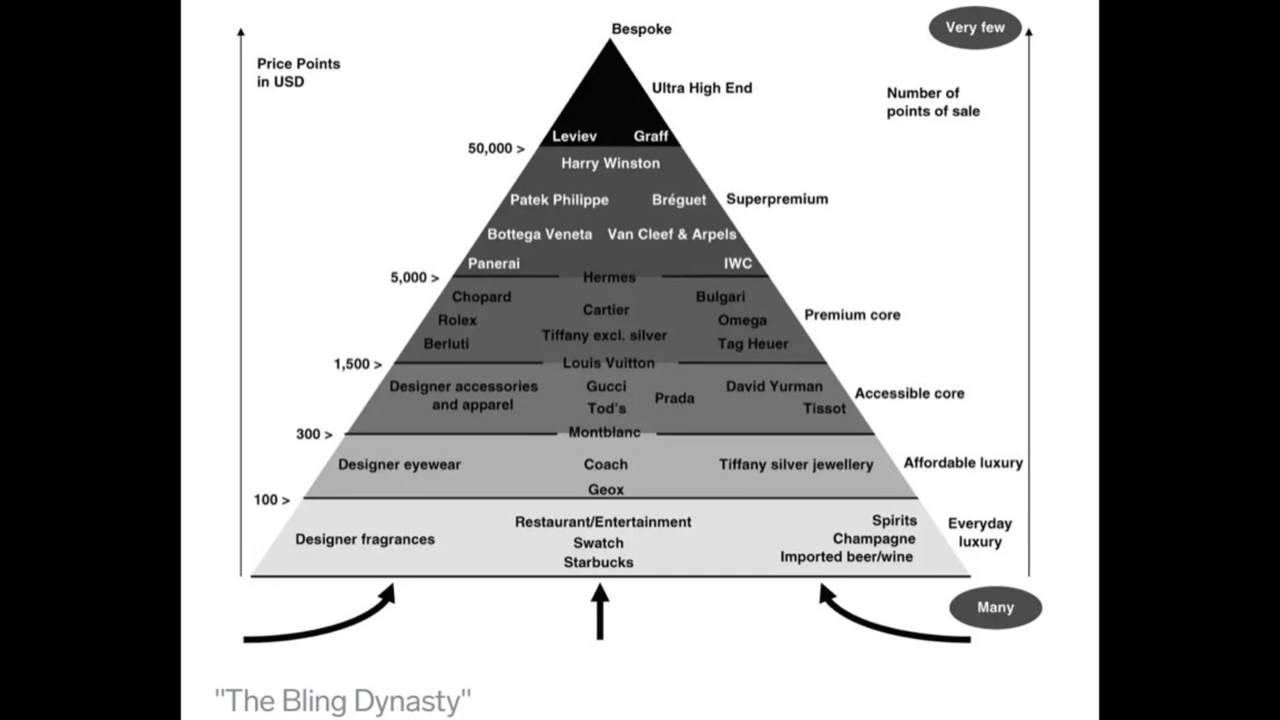 Bespoke
Very few
Price Points
in USD
Ultra High End
Number of
points of sale
Leviev Graff
50,000 >
Harry Winston
Patek Philippe Bréguet Superpremium
Bottega Veneta Van Cleef & Arpels
Panerai IWC
5,000 > Hermes
Chopard Cartier Bulgari
Rolex Omega Premium core
Tiffany excl. silver
Berluti Tag Heuer
1,500 > Louis Vuitton
Designer accessories
and apparel
Gucci
Tod's
Prada
David Yurman
Tissot
Accessible core
300 > Montblanc
Designer eyewear Coach Tiffany silver jewellery Affordable luxury
Geox
100 >
Designer fragrances
Restaurant/Entertainment
Swatch
Starbucks
Spirits
Champagne
Imported beer/wine
Everyday
luxury
Many
"The Bling Dynasty"